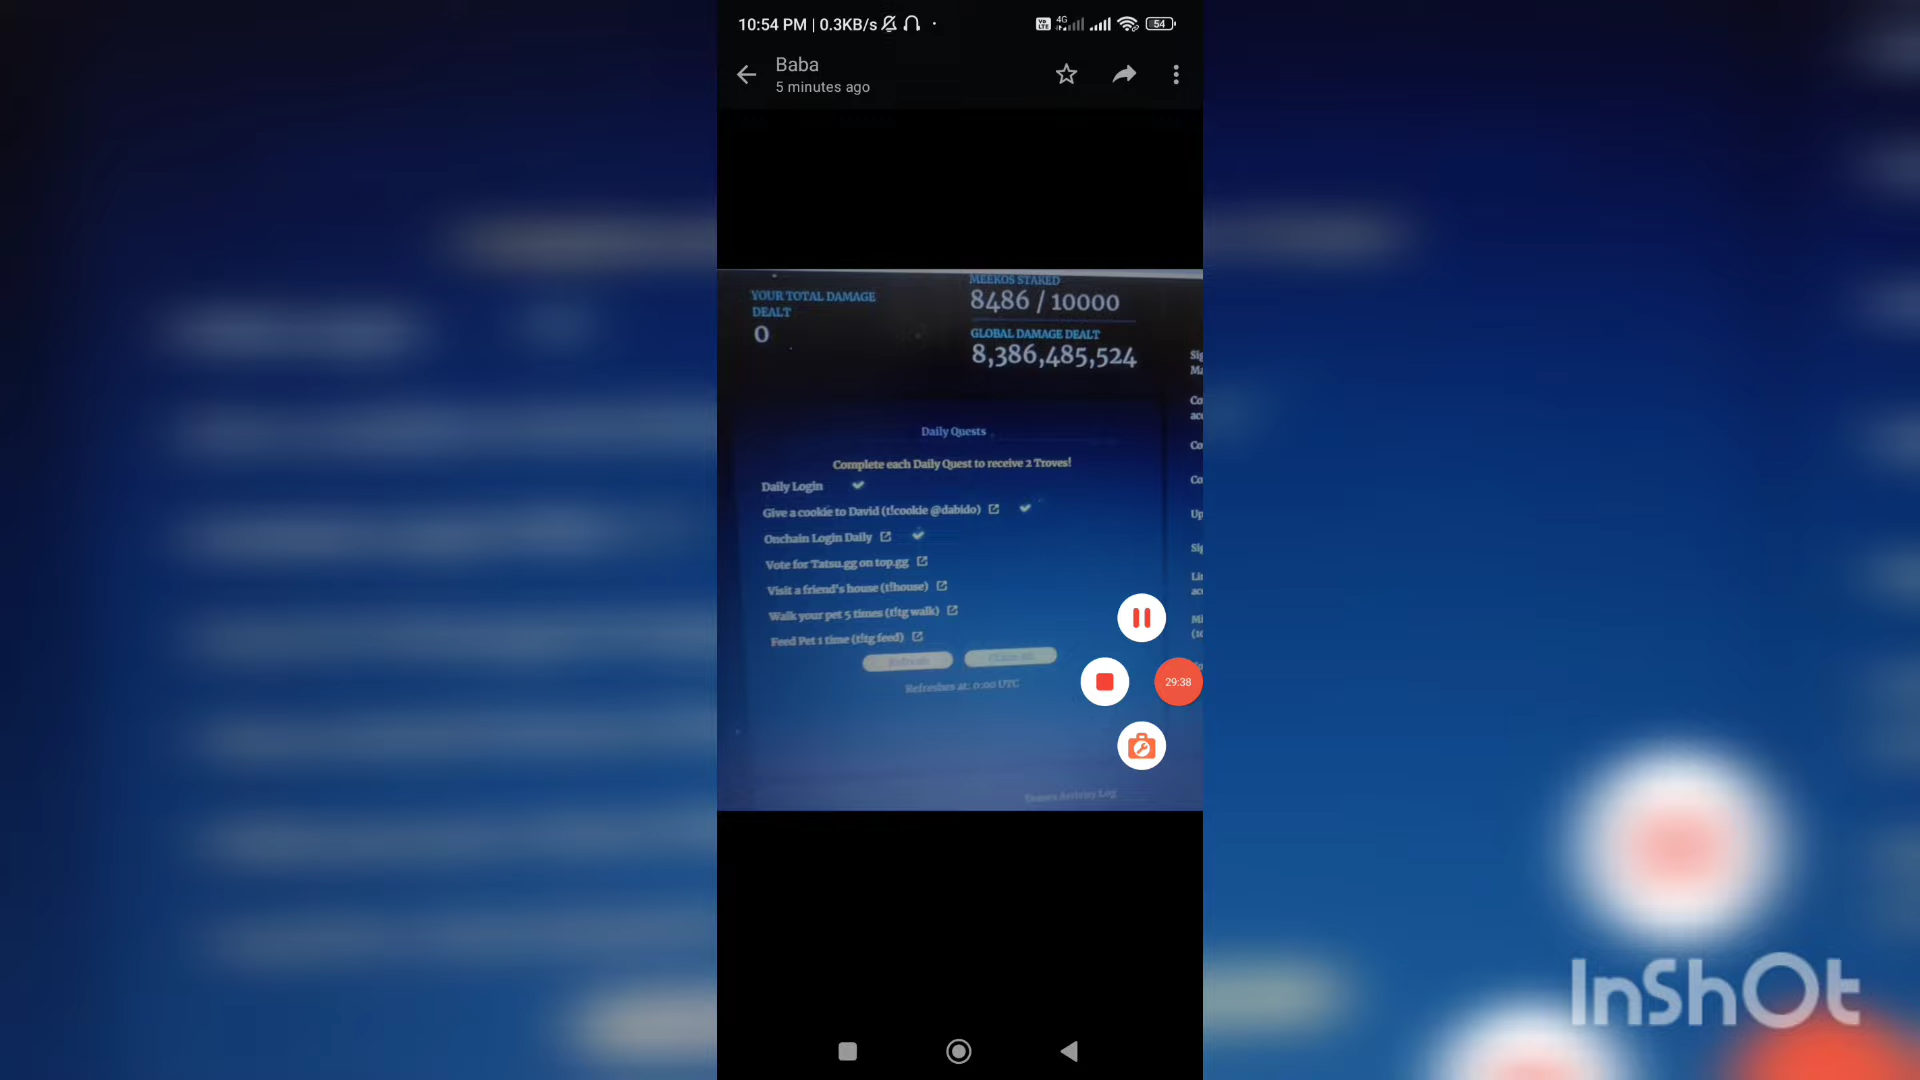 10:54 PM | 0.3KB/s
4G
54
Baba
5 minutes ago
MEEKOS STAKED
8486 / 10000
YOUR TOTAL DAMAGE
DEALT
0
GLOBAL DAMAGE DEALT
8,386,485,524
Daily Quests
Complete each Daily Quest to receive 2 Troves!
Daily Login
Give a cookie to David (t!cookie @dabido)
Onchain Login Daily
Vote for Tatsu.gg on top.gg
Visit a friend's house (t!house)
Walk your pet 5 times (t!tg walk)
Feed Pet 1 time (t!tg feed)
Refresh
Refreshes at: 0:00 UTC
29:38
InShOt